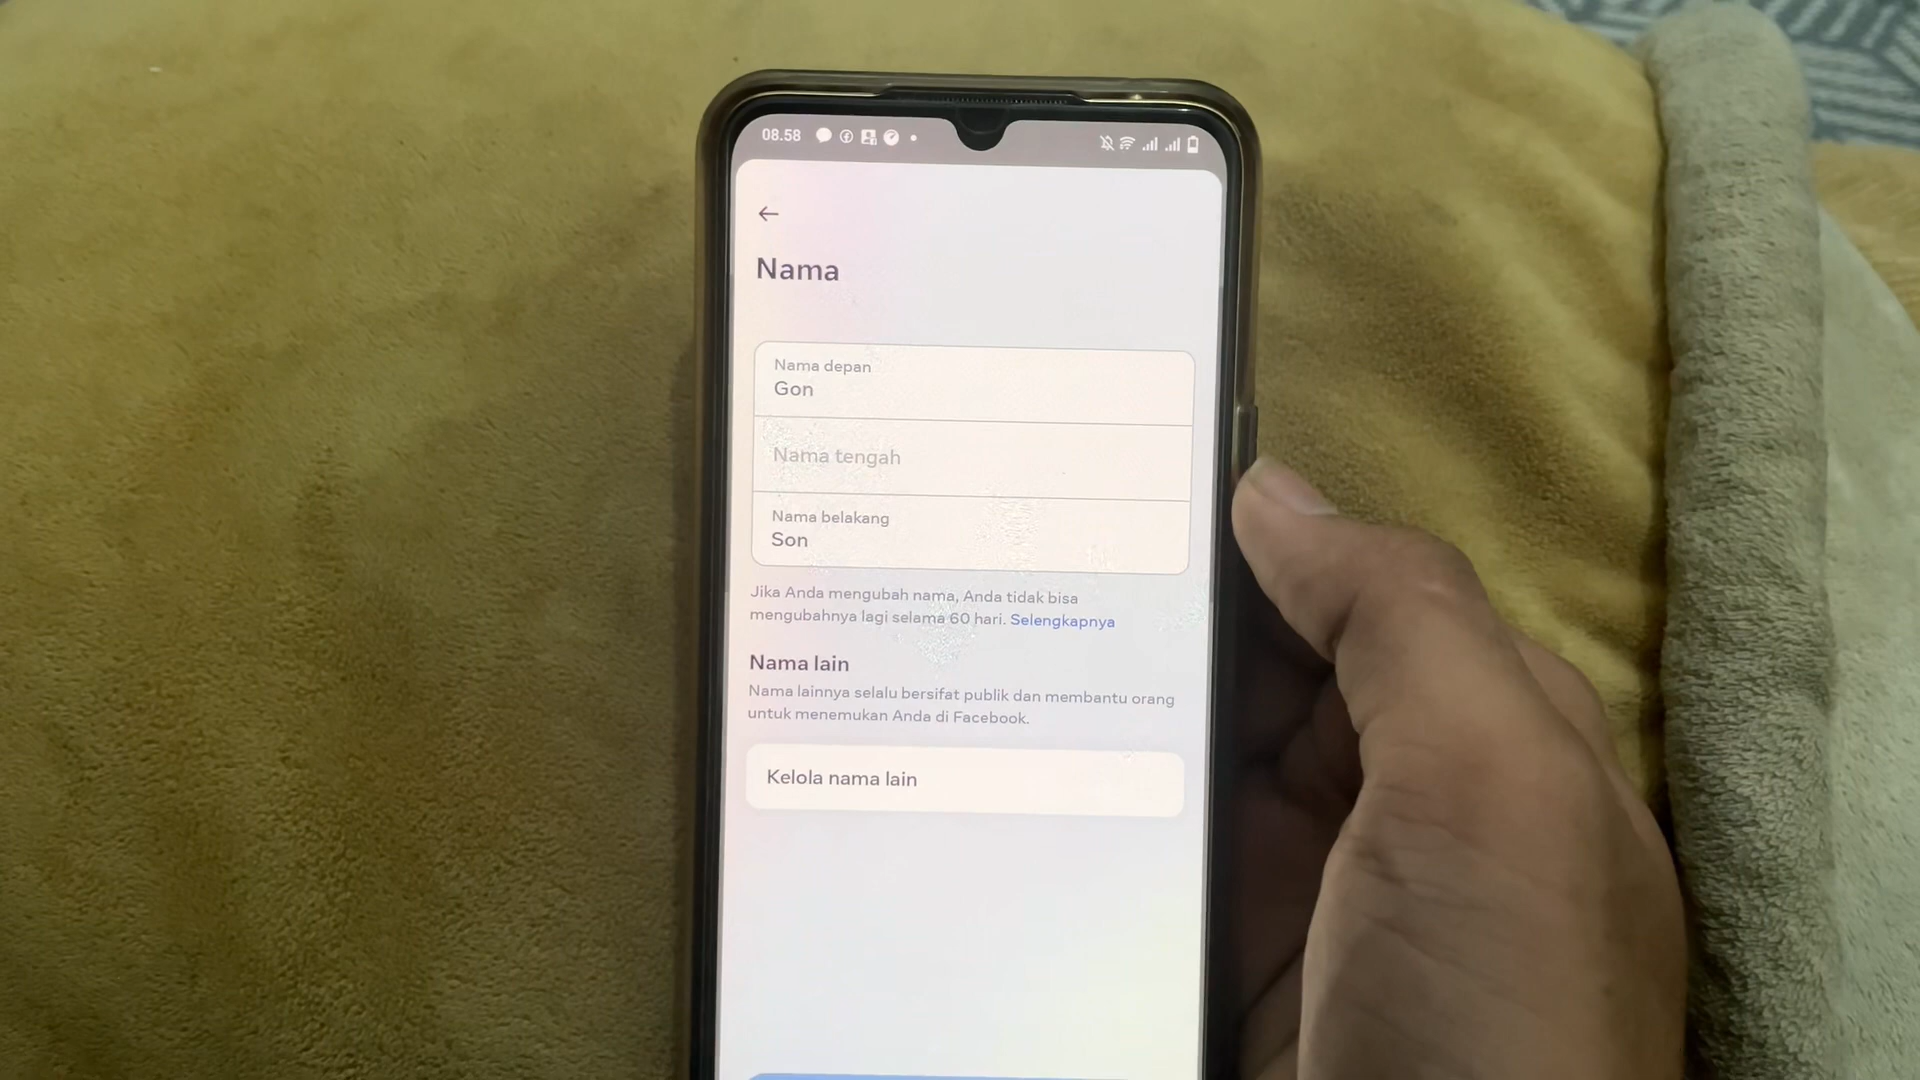 08.58
Nama
Nama depan
Gon
Nama tengah
Nama belakang
Son
Jika Anda mengubah nama, Anda tidak bisa
mengubahnya lagi selama 60 hari. Selengkapnya
Nama lain
Nama lainnya selalu bersifat publik dan membantu orang
untuk menemukan Anda di Facebook.
Kelola nama lain